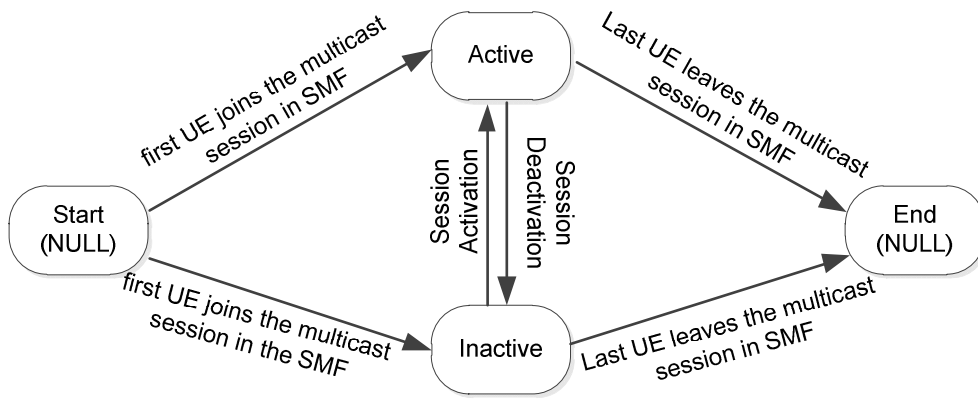 first UE joins the multicast
session in SMF
Active
Last UE leaves the multicast
session in SMF
Start
(NULL)
Session
Activation
Session
Deactivation
End
(NULL)
first UE joins the multicast
session in the SMF
Inactive
Last UE leaves the multicast
session in SMF